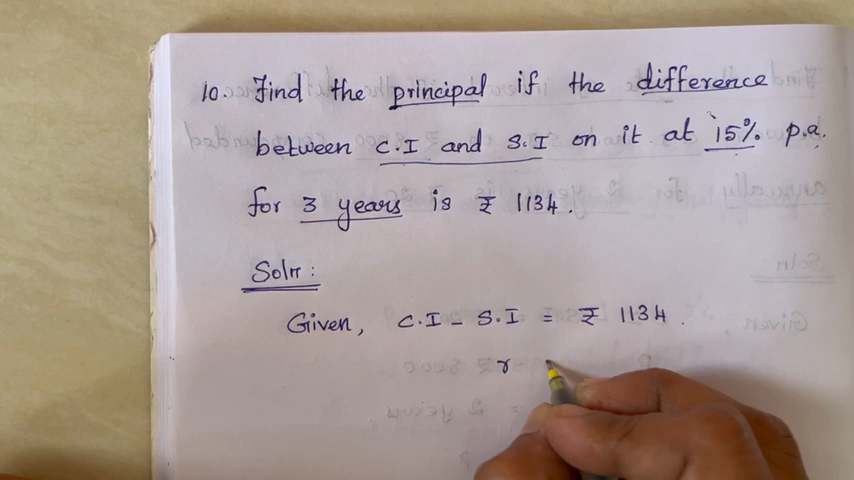 10. Find the principal if the difference
between C.I and S.I on it at 15% p.a.
for 3 years is ₹ 1134.
Soln:
Given, C.I - S.I = ₹ 1134.
r